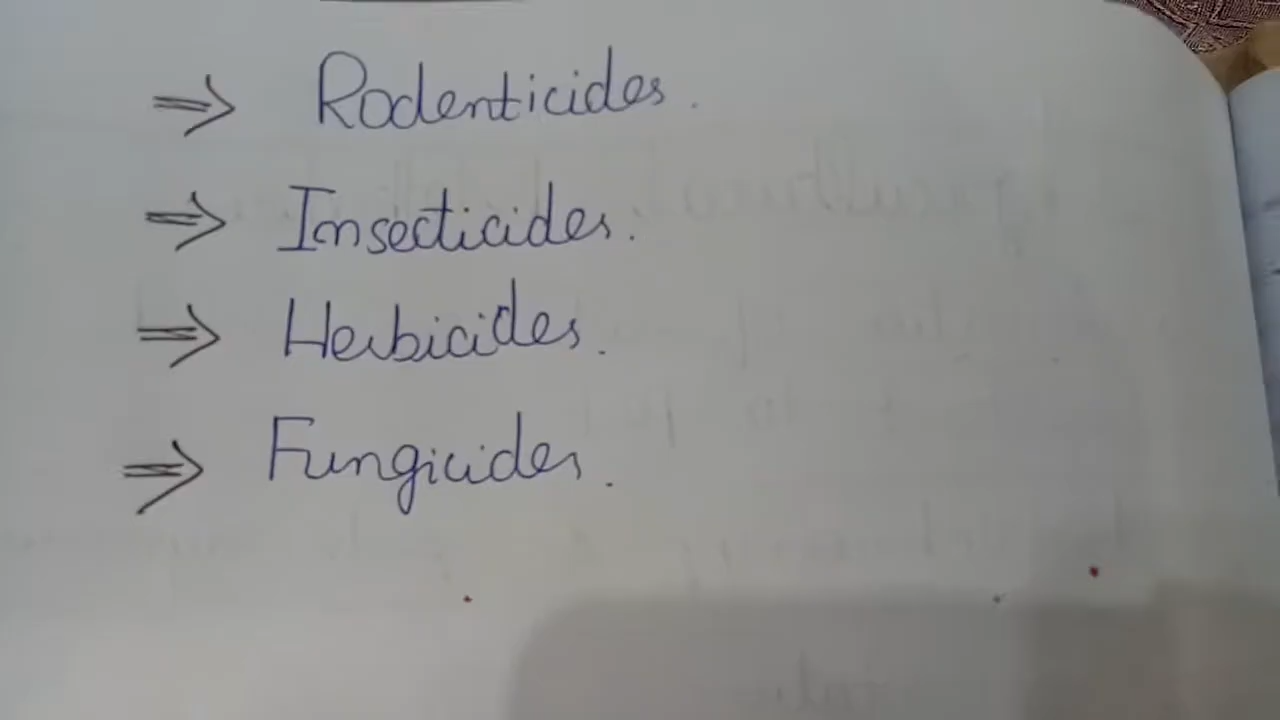 ⇒ Rodenticides.
⇒ Insecticides.
⇒ Herbicides.
⇒ Fungicides.